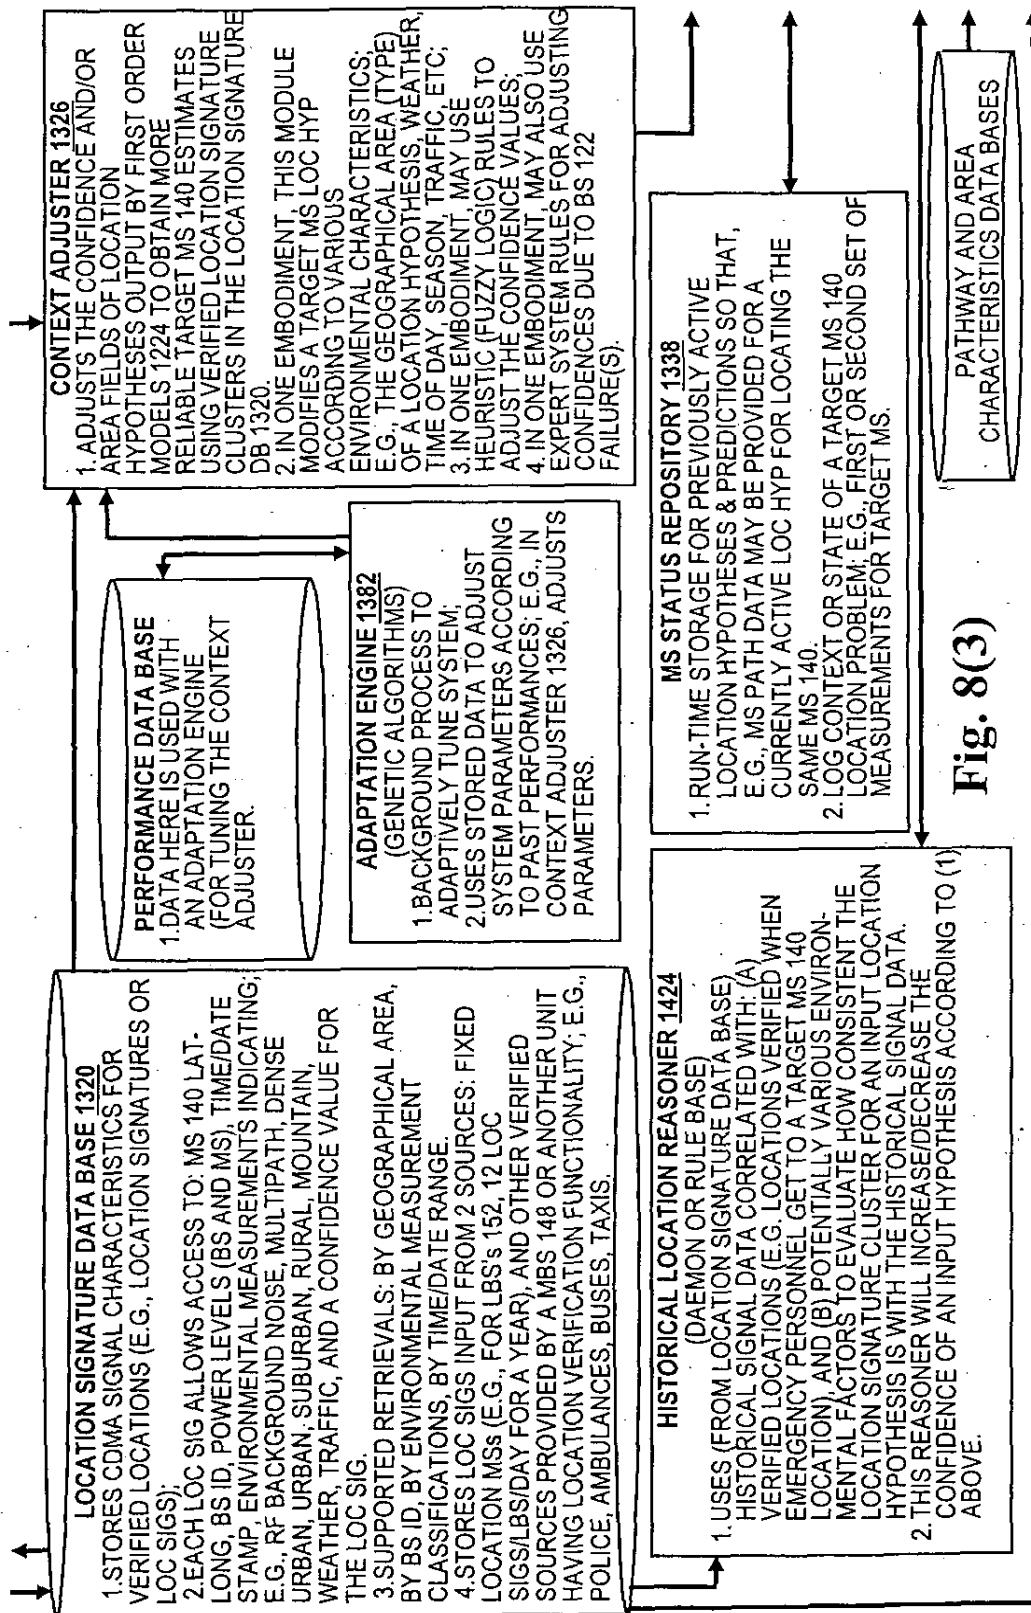 LOCATION SIGNATURE DATA BASE 1320
1.STORES CDMA SIGNAL CHARACTERISTICS FOR
VERIFIED LOCATIONS (E.G., LOCATION SIGNATURES OR
LOC SIGS);
2.EACH LOC SIG ALLOWS ACCESS TO: MS 140 LAT-
LONG, BS ID, POWER LEVELS (BS AND MS), TIME/DATE
STAMP, ENVIRONMENTAL MEASUREMENTS INDICATING;
E.G., RF BACKGROUND NOISE, MULTIPATH, DENSE
URBAN, URBAN, SUBURBAN, RURAL, MOUNTAIN,
WEATHER, TRAFFIC, AND A CONFIDENCE VALUE FOR
THE LOC SIG.
3.SUPPORTED RETRIEVALS: BY GEOGRAPHICAL AREA,
BY BS ID, BY ENVIRONMENTAL MEASUREMENT
CLASSIFICATIONS, BY TIME/DATE RANGE.
4.STORES LOC SIGS INPUT FROM 2 SOURCES: FIXED
LOCATION MSs (E.G., FOR LBS's 152, 12 LOC
SIGS/LBS/DAY FOR A YEAR), AND OTHER VERIFIED
SOURCES PROVIDED BY A MBS 148 OR ANOTHER UNIT
HAVING LOCATION VERIFICATION FUNCTIONALITY; E.G.,
POLICE, AMBULANCES, BUSES, TAXIS.
PERFORMANCE DATA BASE
1.DATA HERE IS USED WITH
AN ADAPTATION ENGINE
(FOR TUNING THE CONTEXT
ADJUSTER.
ADAPTATION ENGINE 1382
(GENETIC ALGORITHMS)
1.BACKGROUND PROCESS TO
ADAPTIVELY TUNE SYSTEM;
2.USES STORED DATA TO ADJUST
SYSTEM PARAMETERS ACCORDING
TO PAST PERFORMANCES; E.G., IN
CONTEXT ADJUSTER 1326, ADJUSTS
PARAMETERS.
CONTEXT ADJUSTER 1326
1. ADJUSTS THE CONFIDENCE AND/OR
AREA FIELDS OF LOCATION
HYPOTHESES OUTPUT BY FIRST ORDER
MODELS 1224 TO OBTAIN MORE
RELIABLE TARGET MS 140 ESTIMATES
USING VERIFIED LOCATION SIGNATURE
CLUSTERS IN THE LOCATION SIGNATURE
DB 1320.
2. IN ONE EMBODIMENT, THIS MODULE
MODIFIES A TARGET MS LOC HYP
ACCORDING TO VARIOUS
ENVIRONMENTAL CHARACTERISTICS;
E.G., THE GEOGRAPHICAL AREA (TYPE)
OF A LOCATION HYPOTHESIS, WEATHER,
TIME OF DAY, SEASON, TRAFFIC, ETC;
3. IN ONE EMBODIMENT, MAY USE
HEURISTIC (FUZZY LOGIC) RULES TO
ADJUST THE CONFIDENCE VALUES;
4. IN ONE EMBODIMENT, MAY ALSO USE
EXPERT SYSTEM RULES FOR ADJUSTING
CONFIDENCES DUE TO BS 122
FAILURE(S).
HISTORICAL LOCATION REASONER 1424
(DAEMON OR RULE BASE)
1. USES (FROM LOCATION SIGNATURE DATA BASE)
HISTORICAL SIGNAL DATA CORRELATED WITH: (A)
VERIFIED LOCATIONS (E.G. LOCATIONS VERIFIED WHEN
EMERGENCY PERSONNEL GET TO A TARGET MS 140
LOCATION), AND (B) POTENTIALLY VARIOUS ENVIRON-
MENTAL FACTORS TO EVALUATE HOW CONSISTENT THE
LOCATION SIGNATURE CLUSTER FOR AN INPUT LOCATION
HYPOTHESIS IS WITH THE HISTORICAL SIGNAL DATA.
2. THIS REASONER WILL INCREASE/DECREASE THE
CONFIDENCE OF AN INPUT HYPOTHESIS ACCORDING TO (1)
ABOVE.
MS STATUS REPOSITORY 1338
1. RUN-TIME STORAGE FOR PREVIOUSLY ACTIVE
LOCATION HYPOTHESES & PREDICTIONS SO THAT,
E.G., MS PATH DATA MAY BE PROVIDED FOR A
CURRENTLY ACTIVE LOC HYP FOR LOCATING THE
SAME MS 140.
2. LOG CONTEXT OR STATE OF A TARGET MS 140
LOCATION PROBLEM; E.G., FIRST OR SECOND SET OF
MEASUREMENTS FOR TARGET MS.
PATHWAY AND AREA
CHARACTERISTICS DATA BASES
Fig. 8(3)